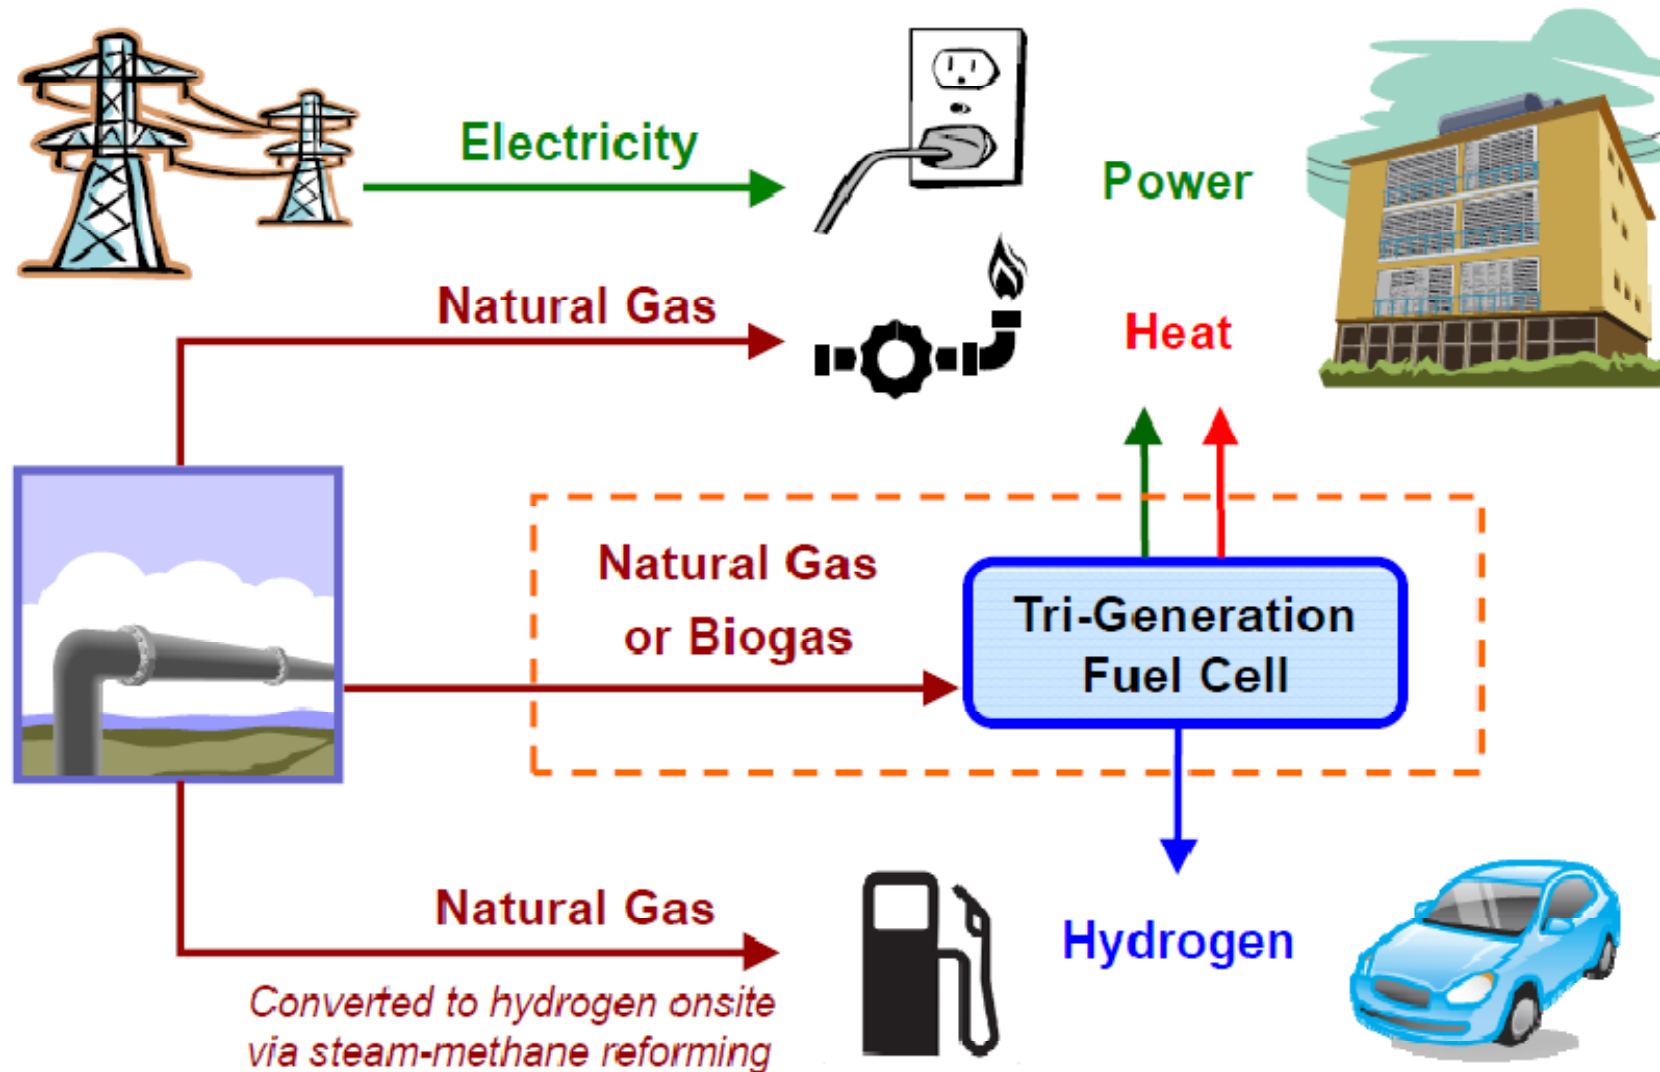 Electricity
Power
Natural Gas
Heat
Natural Gas
or Biogas
Tri-Generation
Fuel Cell
Natural Gas
Hydrogen
Converted to hydrogen onsite
via steam-methane reforming